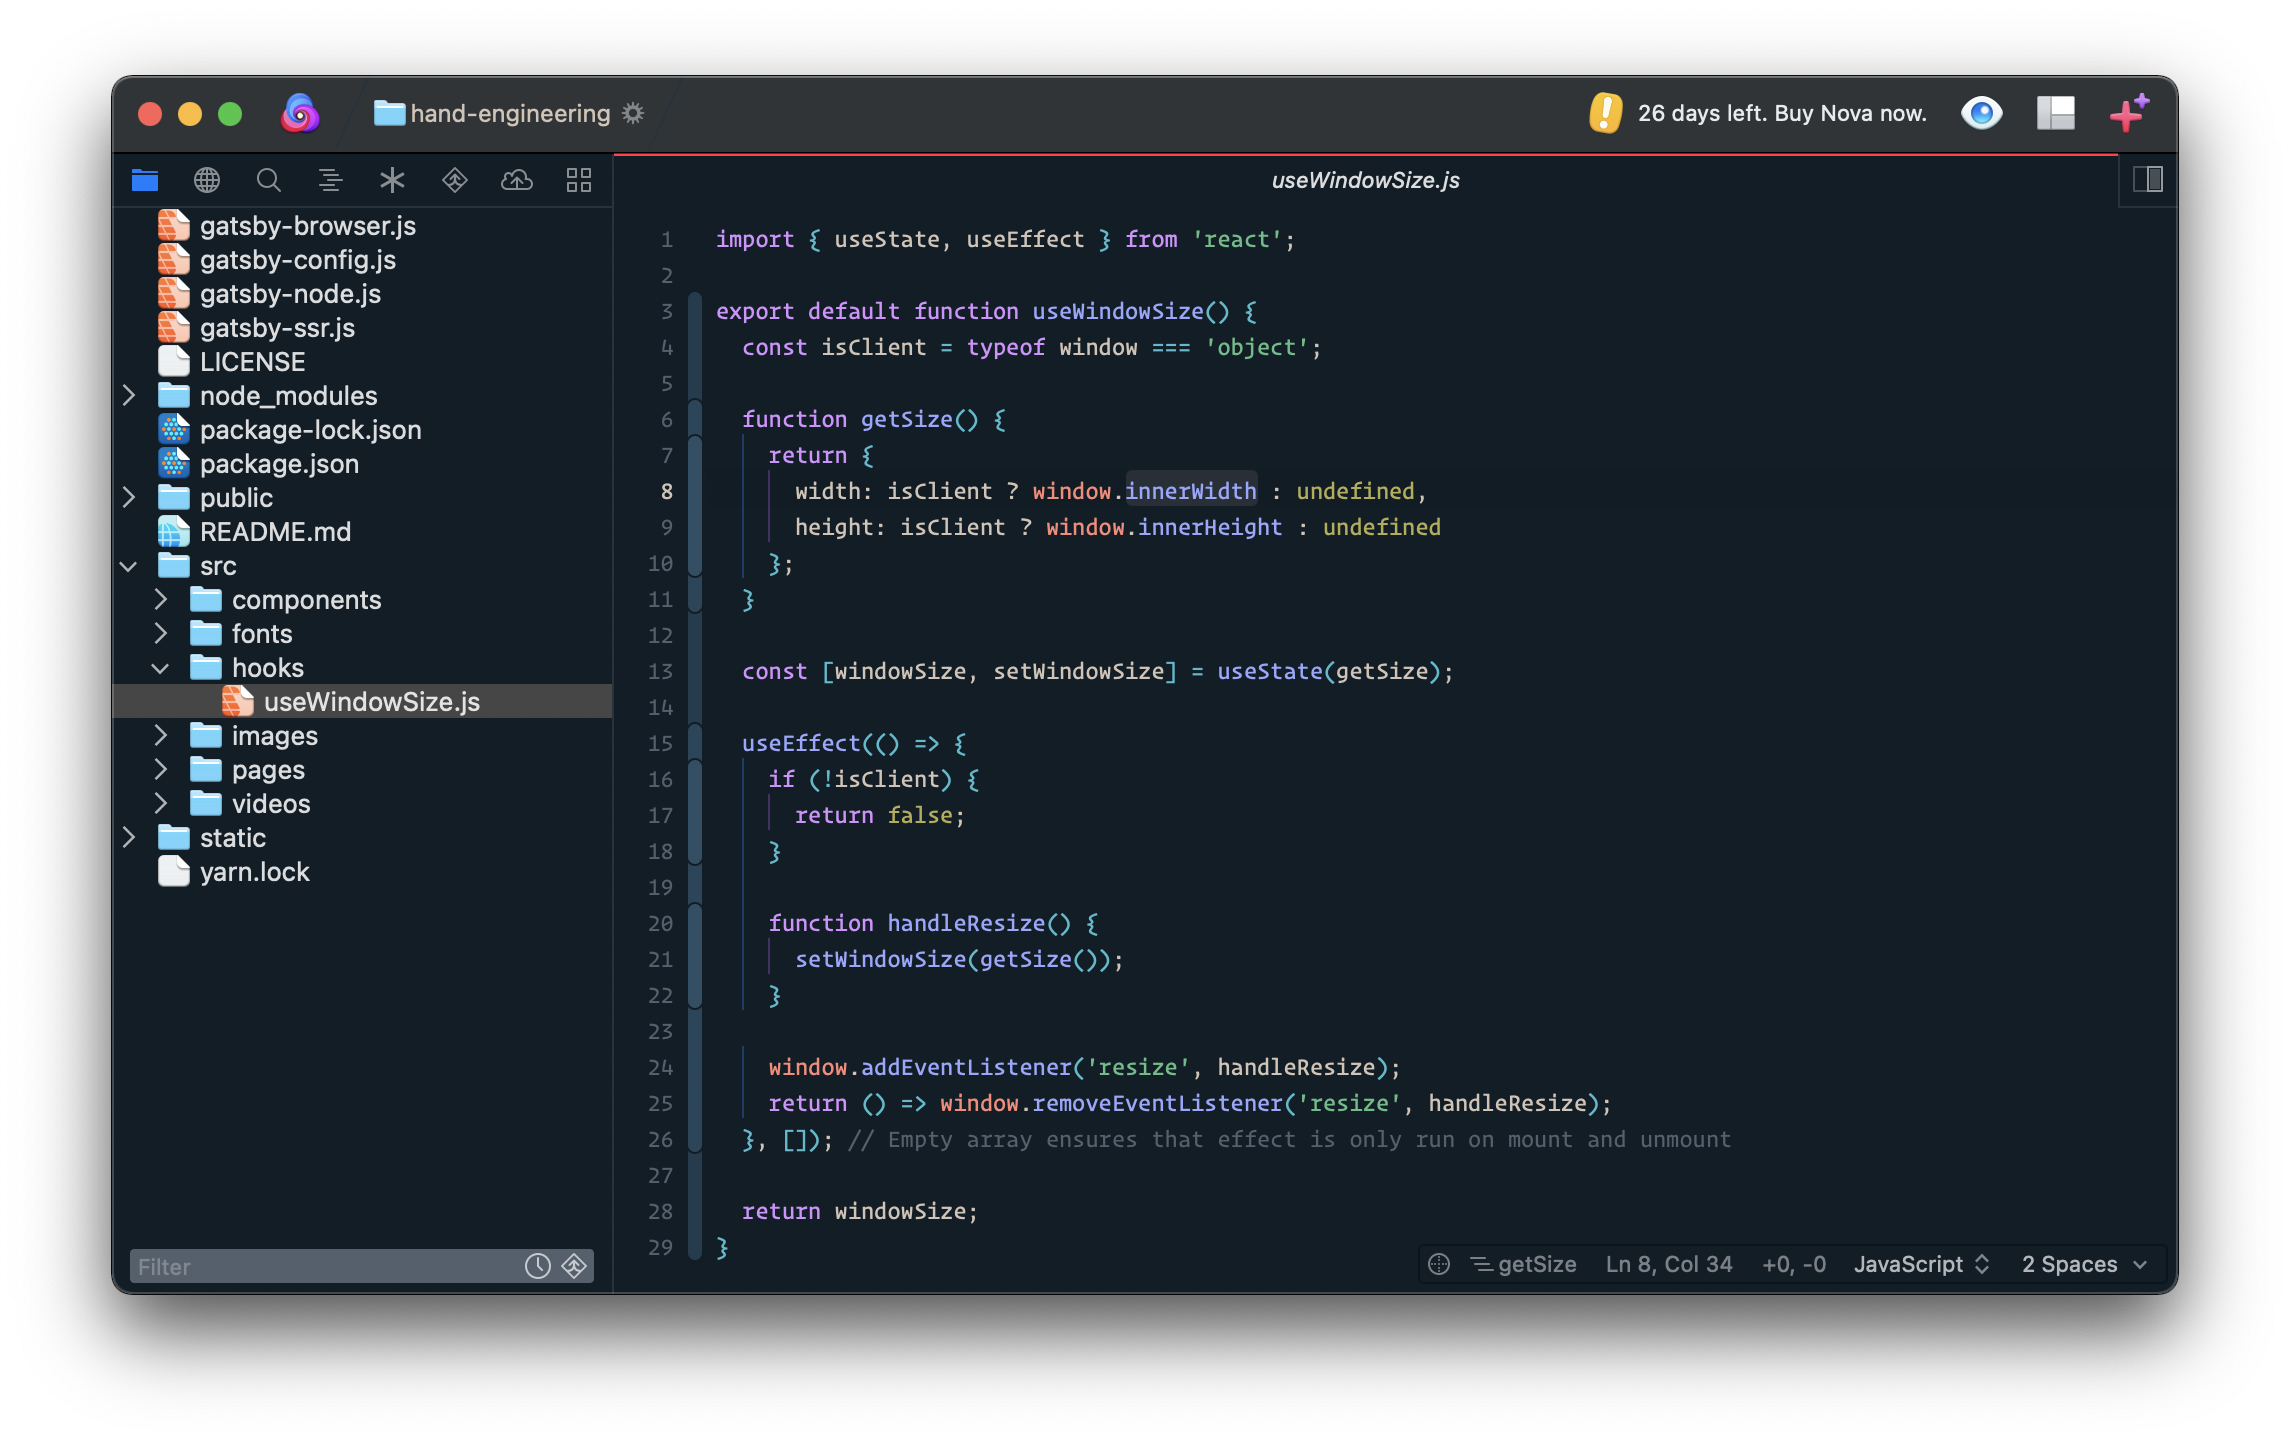 hand-engineering
26 days left. Buy Nova now.
gatsby-browser.js
gatsby-config.js
gatsby-node.js
gatsby-ssr.js
LICENSE
node_modules
package-lock.json
package.json
public
README.md
src
components
fonts
hooks
useWindowSize.js
images
pages
videos
static
yarn.lock
Filter
useWindowSize.js
1 import { useState, useEffect } from 'react';
2
3 export default function useWindowSize() {
4   const isClient = typeof window === 'object';
5
6   function getSize() {
7     return {
8       width: isClient ? window.innerWidth : undefined,
9       height: isClient ? window.innerHeight : undefined
10     };
11   }
12
13   const [windowSize, setWindowSize] = useState(getSize);
14
15   useEffect(() => {
16     if (!isClient) {
17       return false;
18     }
19
20     function handleResize() {
21       setWindowSize(getSize());
22     }
23
24     window.addEventListener('resize', handleResize);
25     return () => window.removeEventListener('resize', handleResize);
26   }, []); // Empty array ensures that effect is only run on mount and unmount
27
28   return windowSize;
29 }
getSize Ln 8, Col 34 +0, -0 JavaScript 2 Spaces